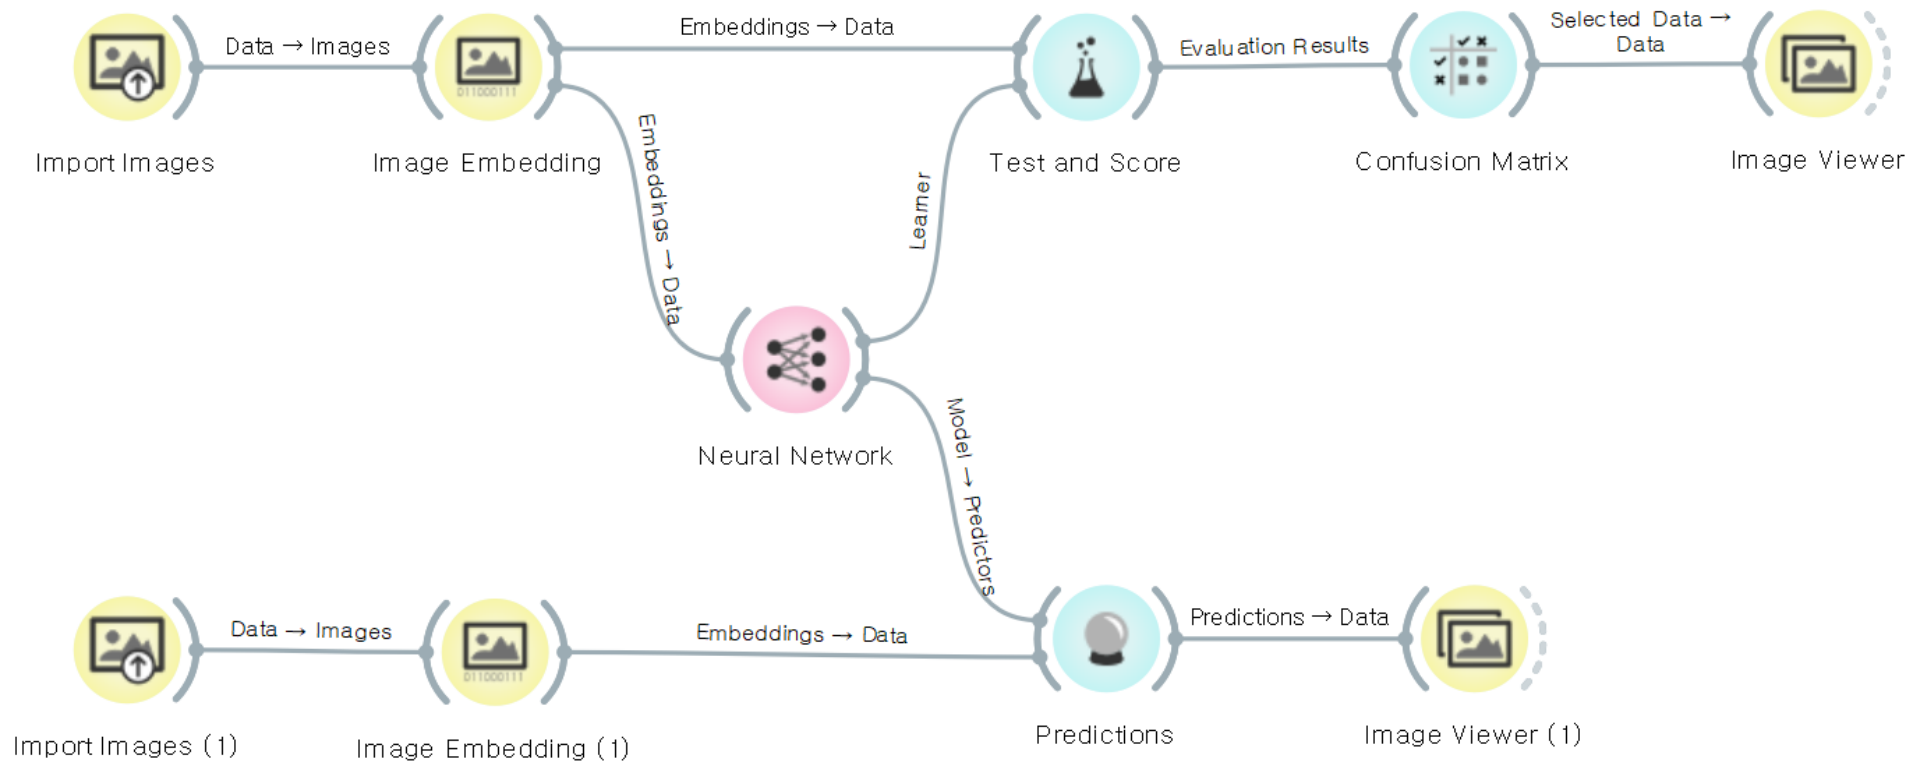 Data → Images
Embeddings → Data
Evaluation Results
Selected Data →
Data
011000111
Import Images
Image Embedding
Test and Score
Confusion Matrix
Image Viewer
Embeddings → Data
Learner
Neural Network
Model → Predictors
Data → Images
Embeddings → Data
Predictions → Data
011000111
Import Images (1)
Image Embedding (1)
Predictions
Image Viewer (1)